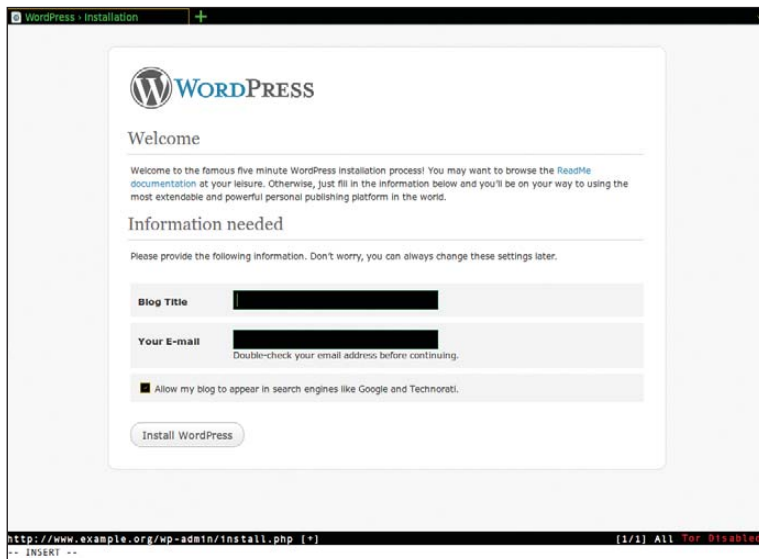 WordPress › Installation +
WORDPRESS
Welcome
Welcome to the famous five minute WordPress installation process! You may want to browse the ReadMe
documentation at your leisure. Otherwise, just fill in the information below and you'll be on your way to using the
most extendable and powerful personal publishing platform in the world.
Information needed
Please provide the following information. Don't worry, you can always change these settings later.
Blog Title
Your E-mail
Double-check your email address before continuing.
Allow my blog to appear in search engines like Google and Technorati.
Install WordPress
http://www.example.org/wp-admin/install.php [+] [1/1] All Tor Disabled
-- INSERT --